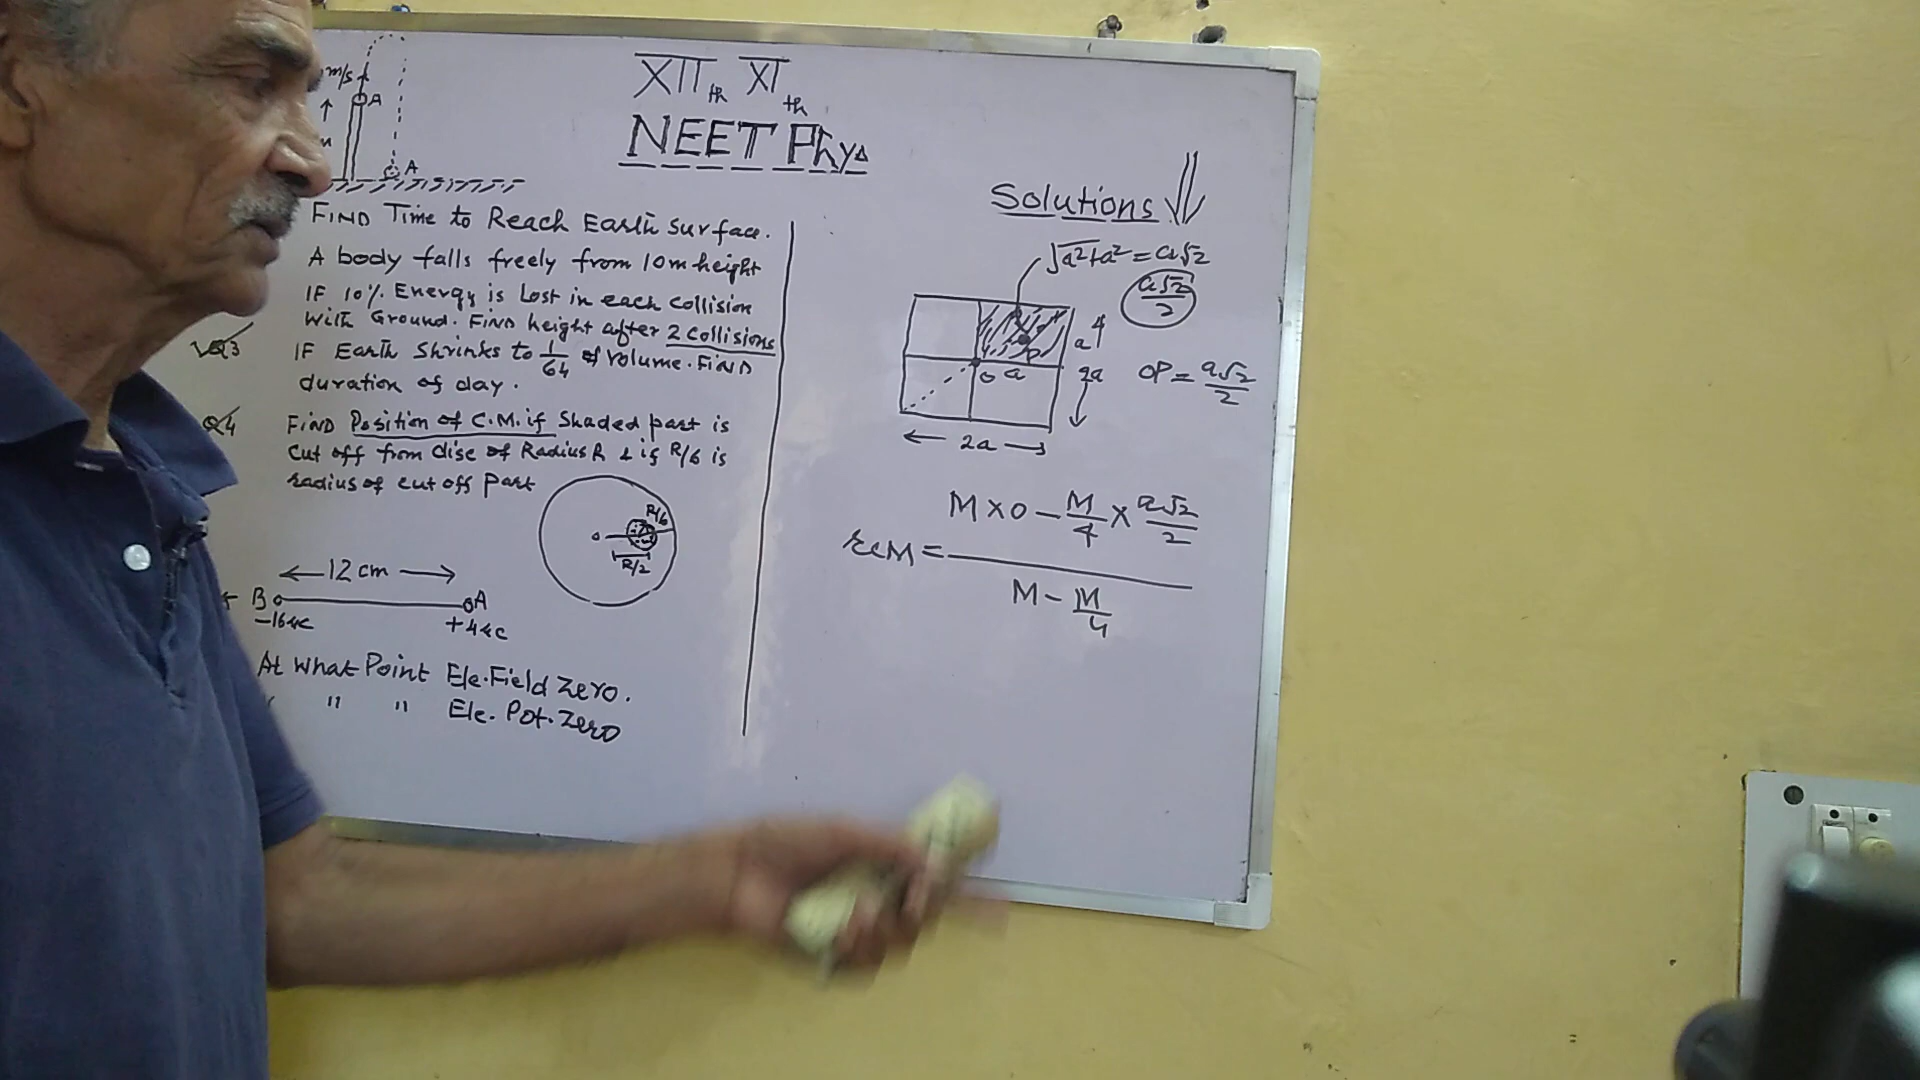 m/s
A
A
XIIth XIth
NEET Phys
FIND Time to Reach Earth surface.
A body falls freely from 10m height
IF 10% Energy is Lost in each collision
With Ground. FIND height after 2 collisions
Q3 IF Earth Shrinks to 1/64 of volume. FIND
duration of day.
Q4 FIND Position of C.M. if Shaded part is
Cut off from disc of Radius R & if R/6 is
radius of cut off Part
R/6
o
R/2
12 cm
B A
-16μC +4μC
At What Point Ele. Field Zero.
" " " Ele. Pot. Zero
Solutions
√a²+a² = a√2
a√2/2
a
P
o a 2a
OP = a√2/2
2a
rCM = (M×0 - M/4 × a√2/2) / (M - M/4)